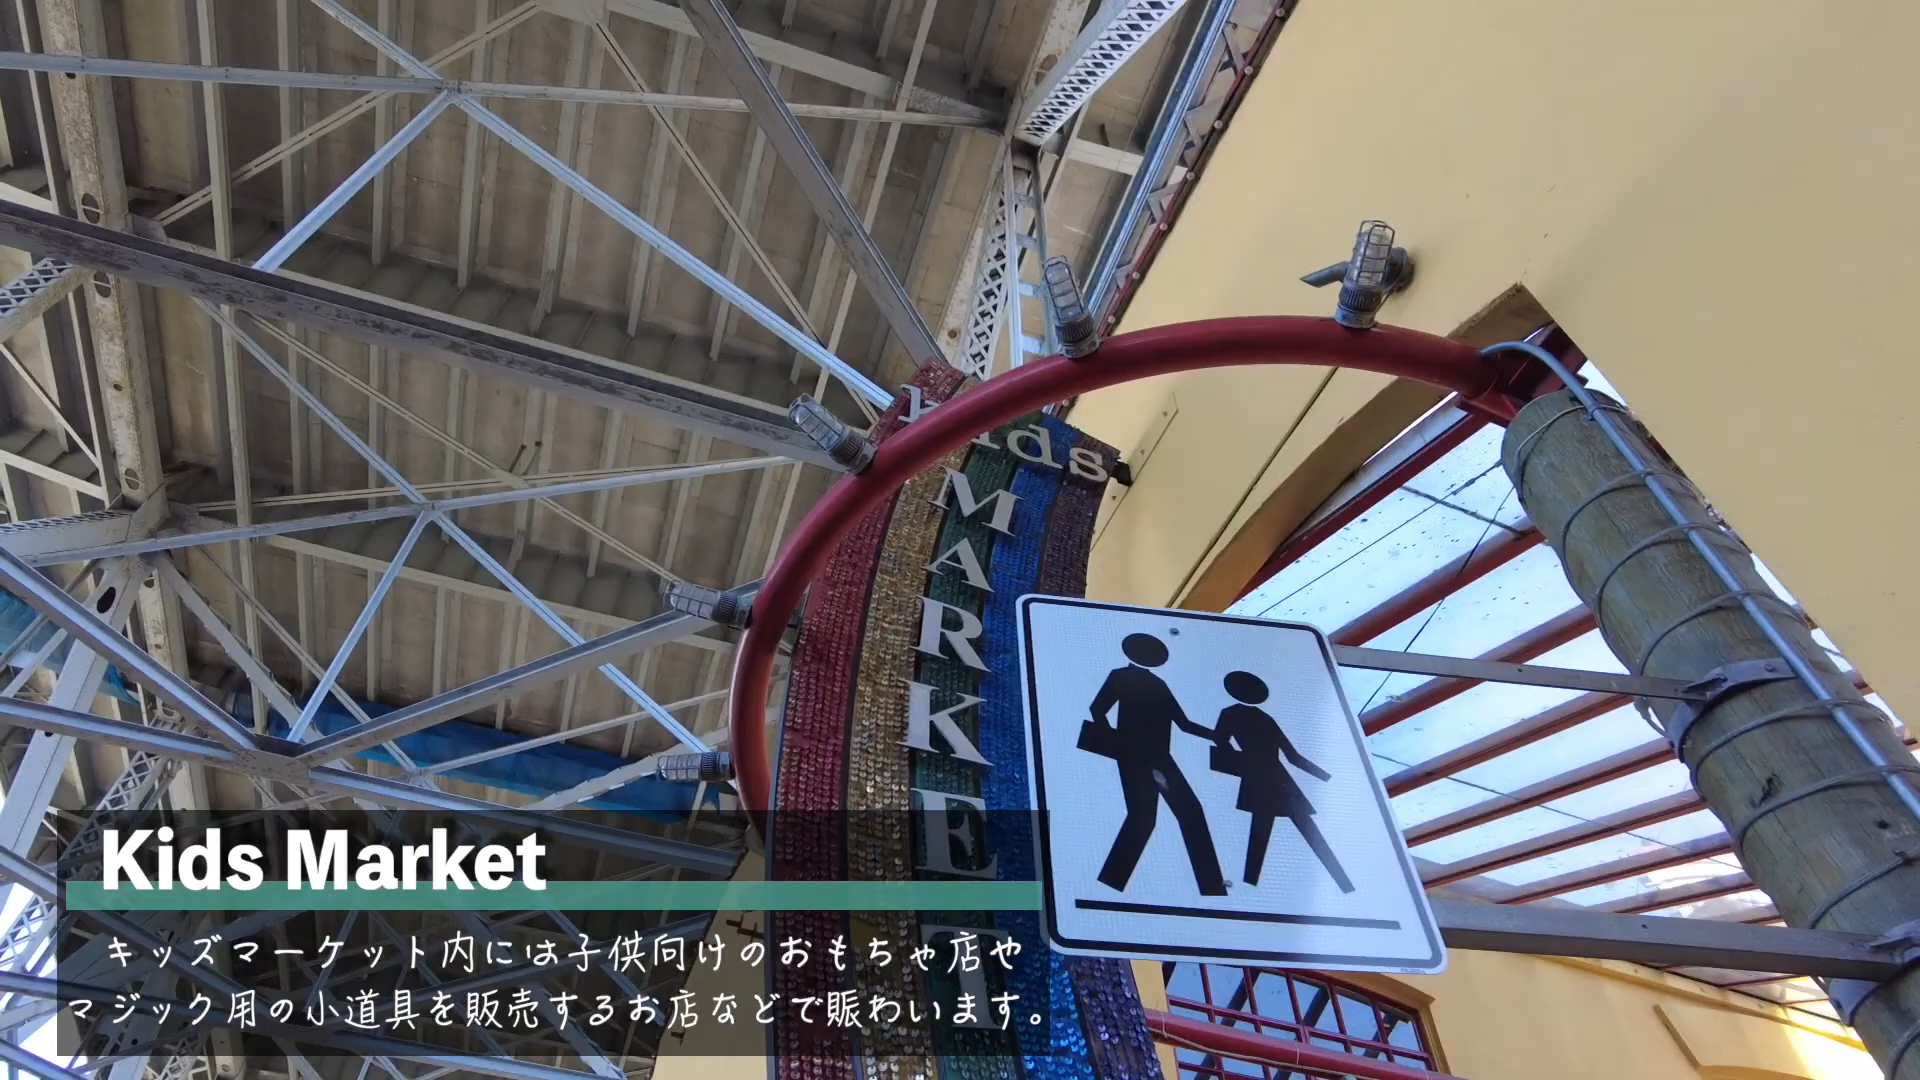 kids
MARKET
Kids Market
キッズマーケット内には子供向けのおもちゃ店や
マジック用の小道具を販売するお店などで賑わいます。